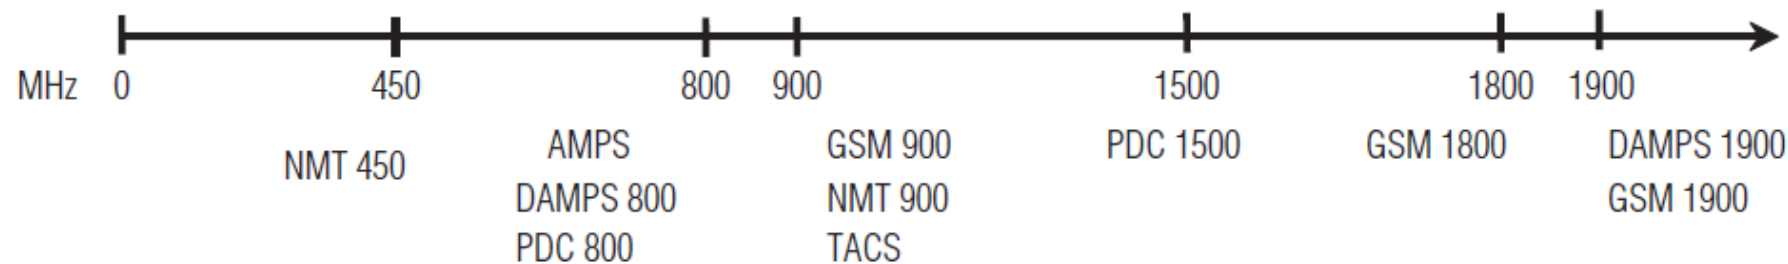 MHz 0 450 800 900 1500 1800 1900
NMT 450 AMPS GSM 900 PDC 1500 GSM 1800 DAMPS 1900
DAMPS 800 NMT 900 GSM 1900
PDC 800 TACS